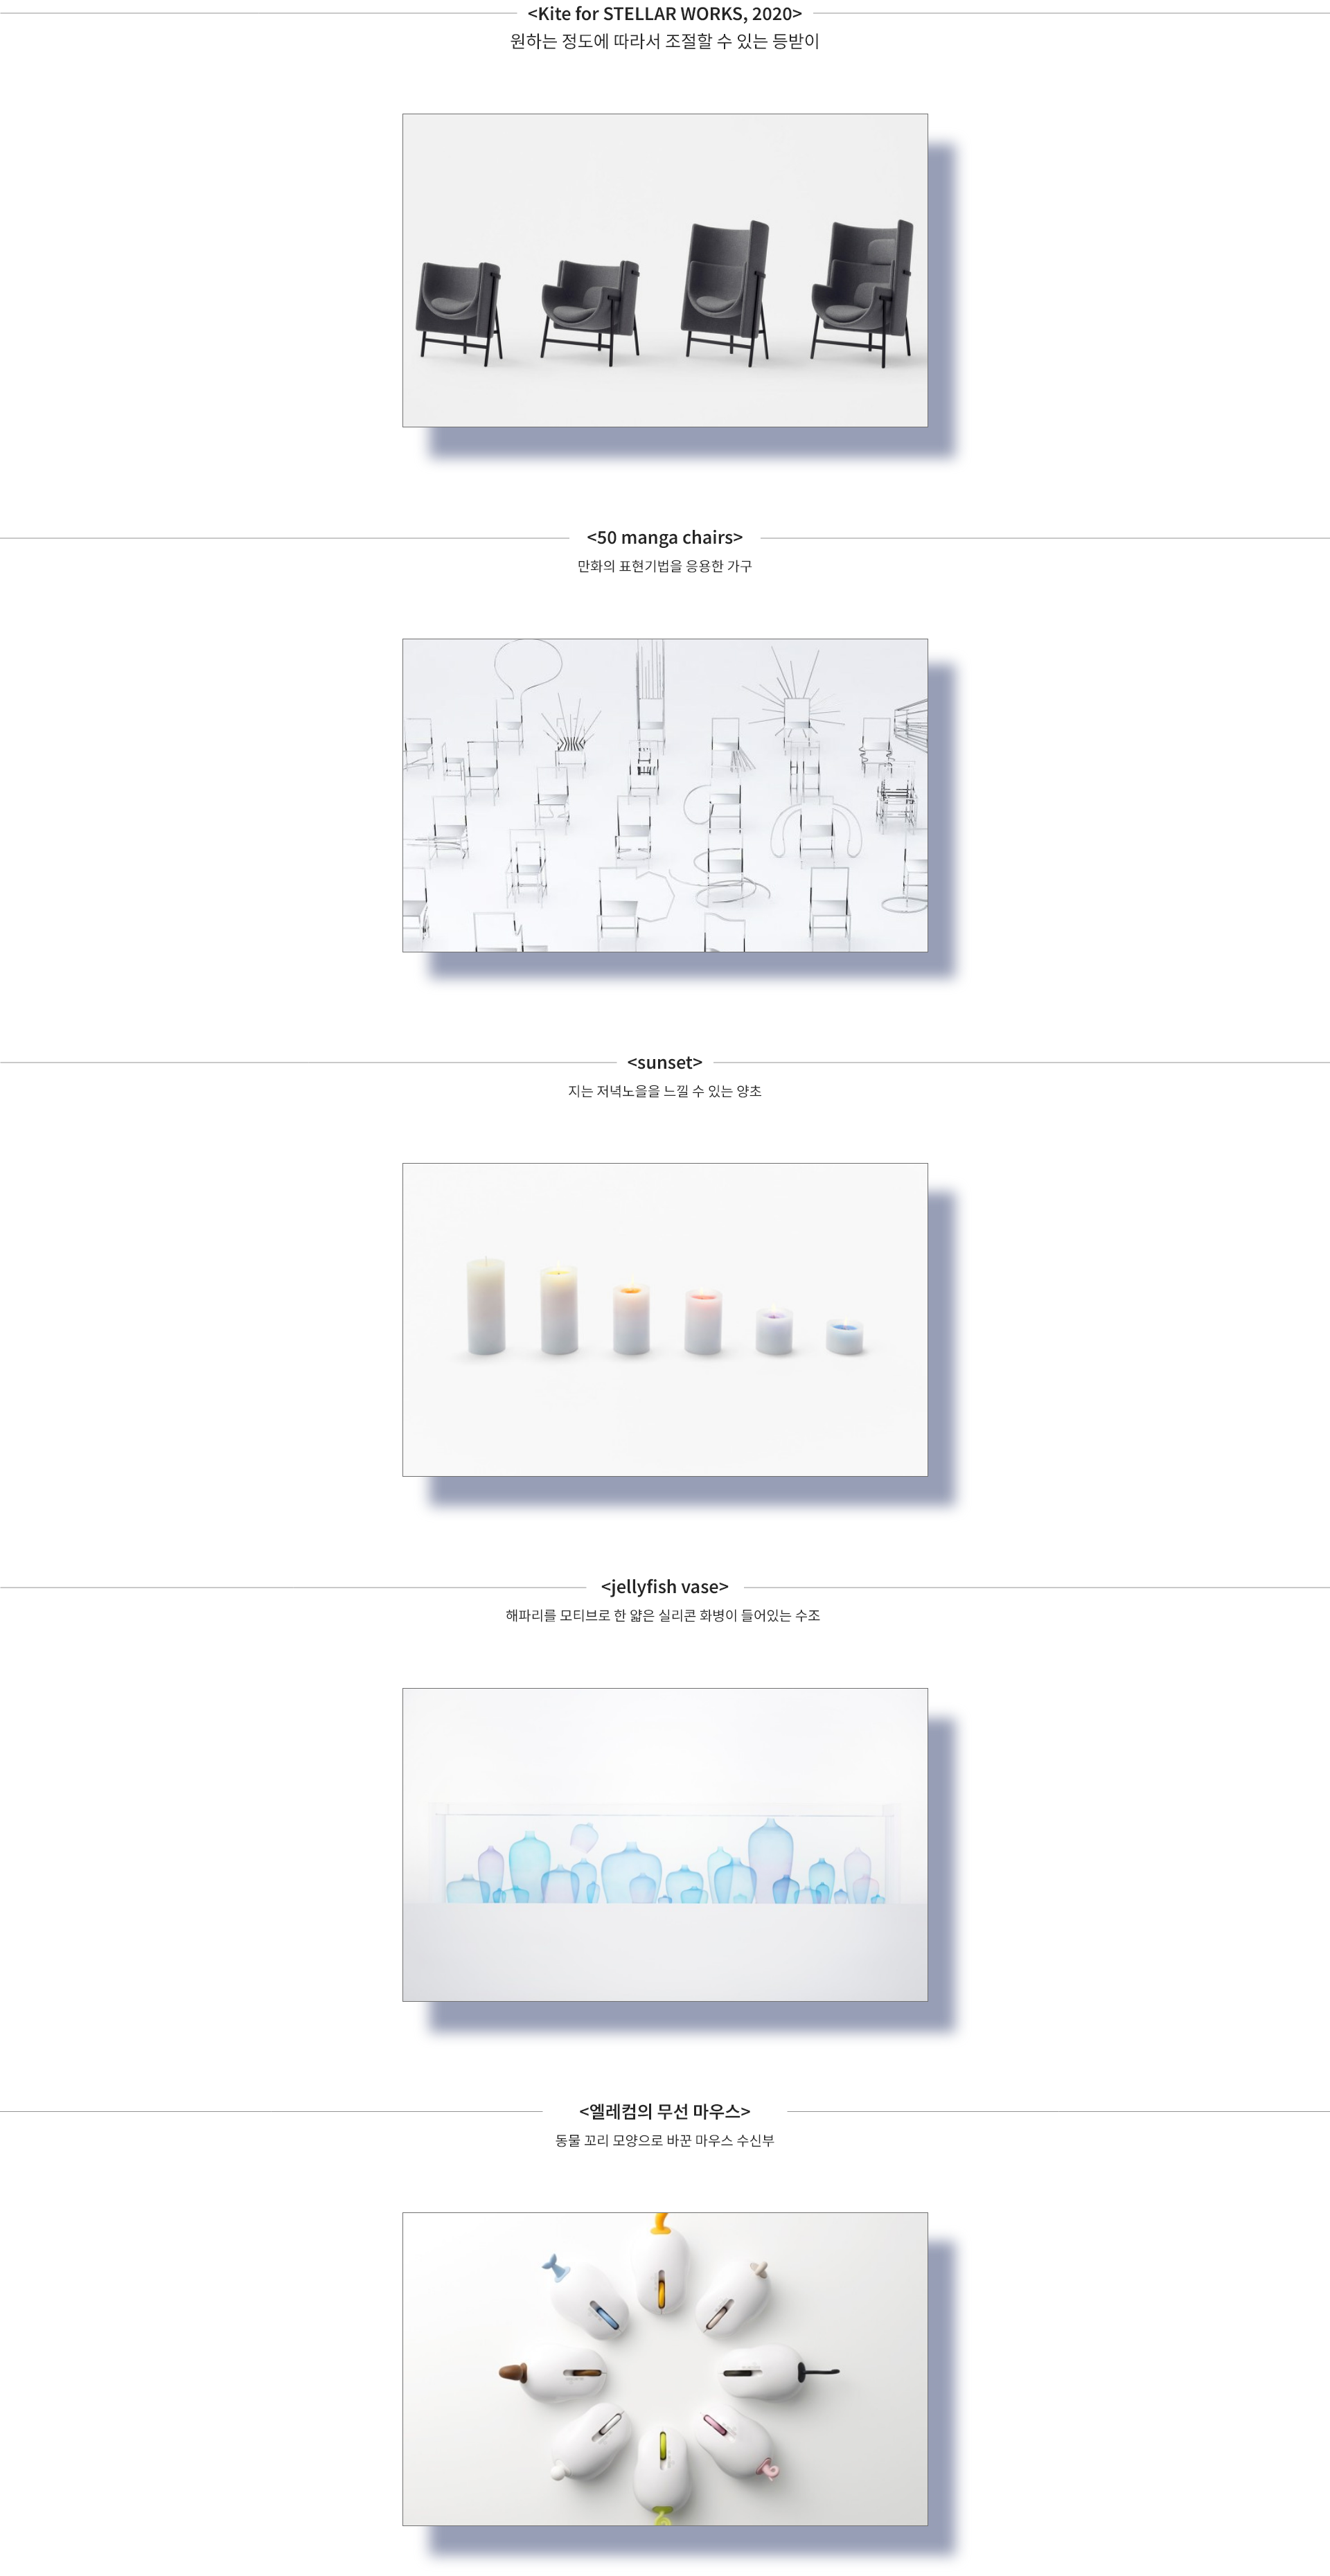 <Kite for STELLAR WORKS, 2020>
원하는 정도에 따라서 조절할 수 있는 등받이
<50 manga chairs>
만화의 표현기법을 응용한 가구
<sunset>
지는 저녁노을을 느낄 수 있는 양초
<jellyfish vase>
해파리를 모티브로 한 얇은 실리콘 화병이 들어있는 수조
<엘레컴의 무선 마우스>
동물 꼬리 모양으로 바꾼 마우스 수신부